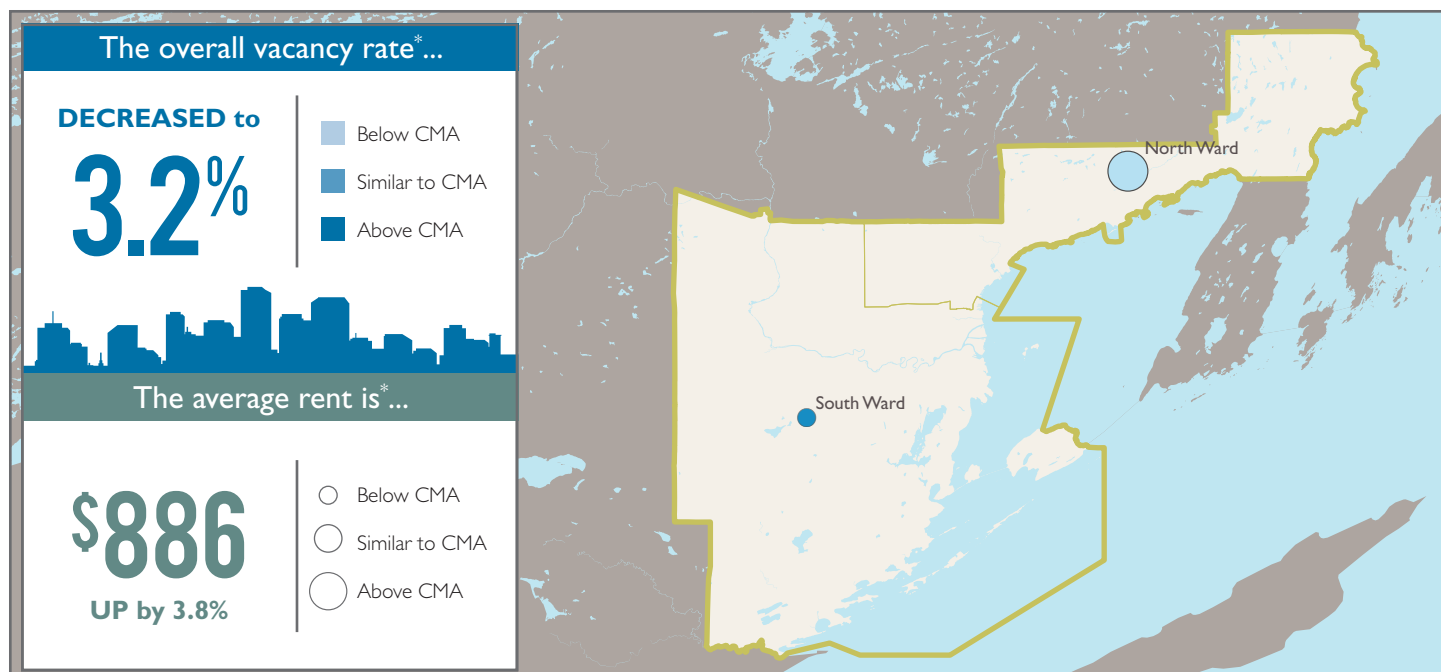 The overall vacancy rate*...
DECREASED to
3.2%
Below CMA
Similar to CMA
Above CMA
The average rent is*...
$886
UP by 3.8%
Below CMA
Similar to CMA
Above CMA
North Ward
South Ward